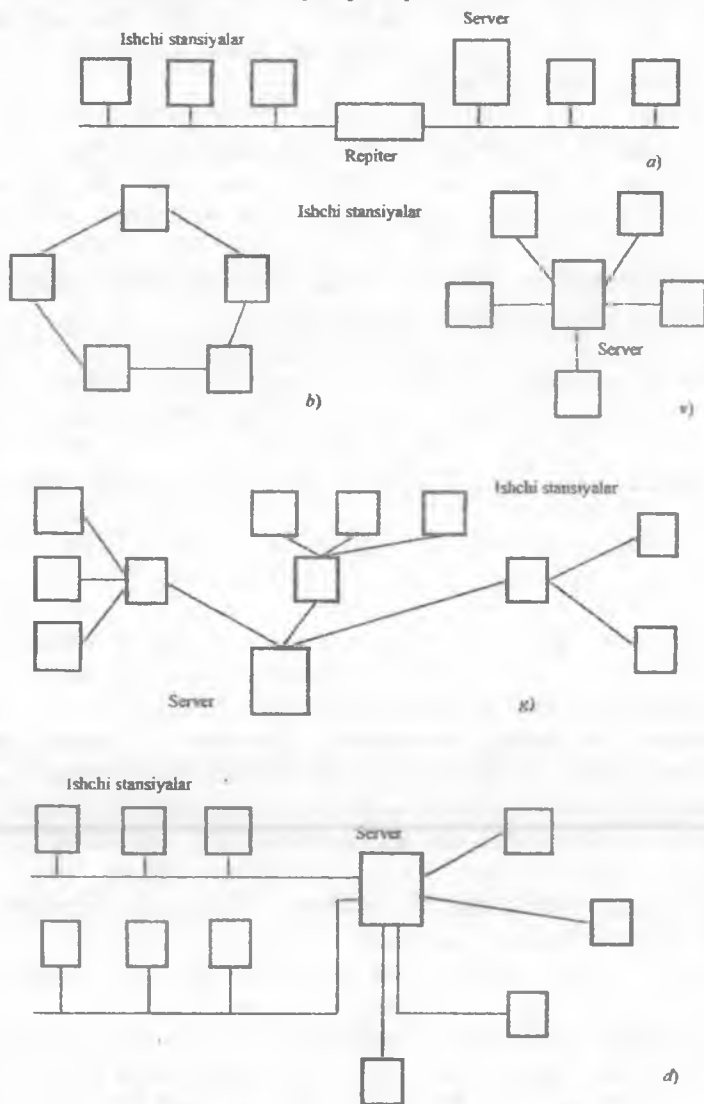 Server
Ishchi stansiyalar
Repiter
a)
Ishchi stansiyalar
Server
b)
v)
Ishchi stansiyalar
Server
g)
Ishchi stansiyalar
Server
d)